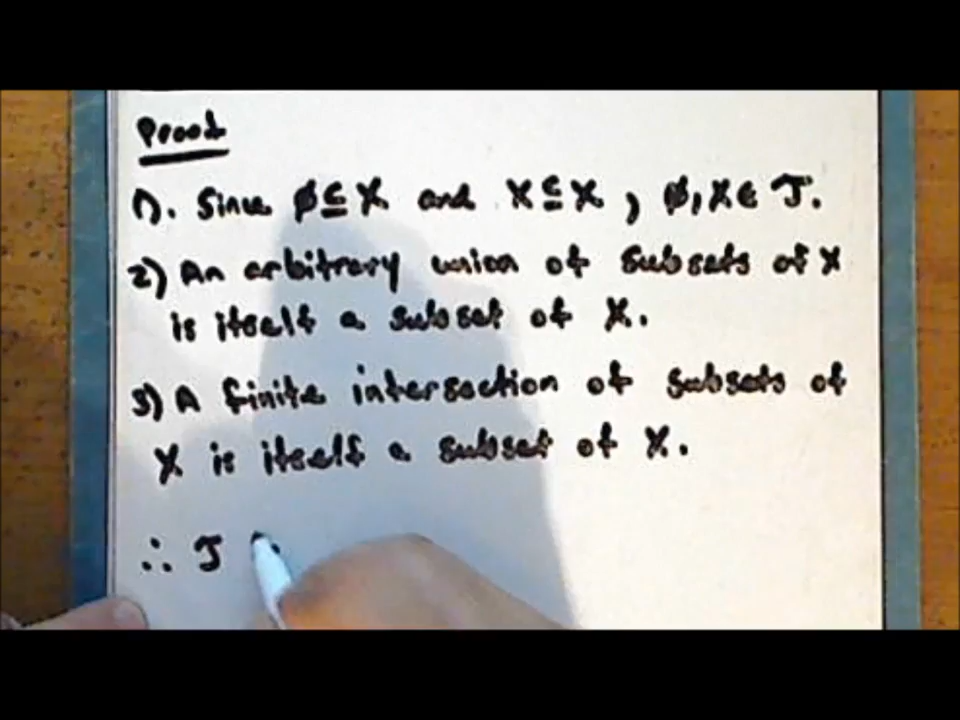 Proof
1). Since ∅ ⊆ X and X ⊆ X , ∅, X ∈ T.
2) An arbitrary union of subsets of X
is itself a subset of X.
3) A finite intersection of subsets of
X is itself a subset of X.
∴ T